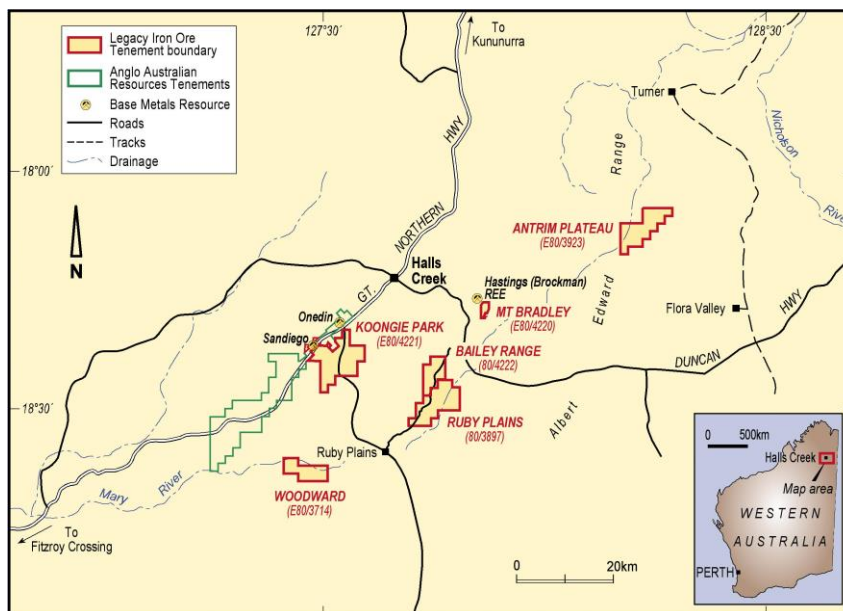 Legacy Iron Ore
Tenement boundary
Anglo Australian
Resources Tenements
Base Metals Resource
Roads
Tracks
Drainage
127°30'
128°30'
To
Kununurra
HWY
NORTHERN
GT.
18°00'
18°30'
N
Turner
Nicholson
River
Range
Edward
Albert
ANTRIM PLATEAU
(E80/3923)
Halls
Creek
Hastings (Brockman)
REE
MT BRADLEY
(E80/4220)
Flora Valley
HWY
DUNCAN
Onedin
Sandiego
KOONGIE PARK
(E80/4221)
BAILEY RANGE
(80/4222)
RUBY PLAINS
(80/3897)
Ruby Plains
Mary
River
WOODWARD
(E80/3714)
To
Fitzroy Crossing
0
20km
0
500km
Halls Creek
Map area
WESTERN
AUSTRALIA
PERTH